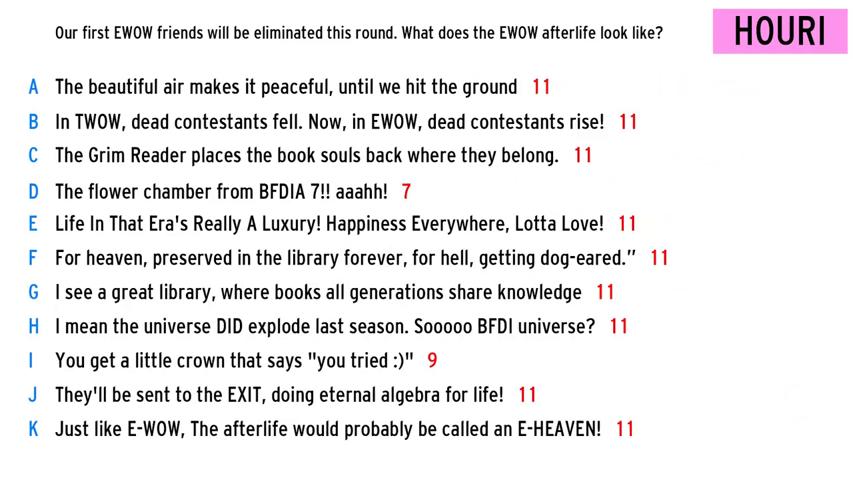 Our first EWOW friends will be eliminated this round. What does the EWOW afterlife look like?
HOURI
A The beautiful air makes it peaceful, until we hit the ground 11
B In TWOW, dead contestants fell. Now, in EWOW, dead contestants rise! 11
C The Grim Reader places the book souls back where they belong. 11
D The flower chamber from BFDIA 7!! aaahh! 7
E Life In That Era's Really A Luxury! Happiness Everywhere, Lotta Love! 11
F For heaven, preserved in the library forever, for hell, getting dog-eared.” 11
G I see a great library, where books all generations share knowledge 11
H I mean the universe DID explode last season. Sooooo BFDI universe? 11
I You get a little crown that says "you tried :)" 9
J They'll be sent to the EXIT, doing eternal algebra for life! 11
K Just like E-WOW, The afterlife would probably be called an E-HEAVEN! 11